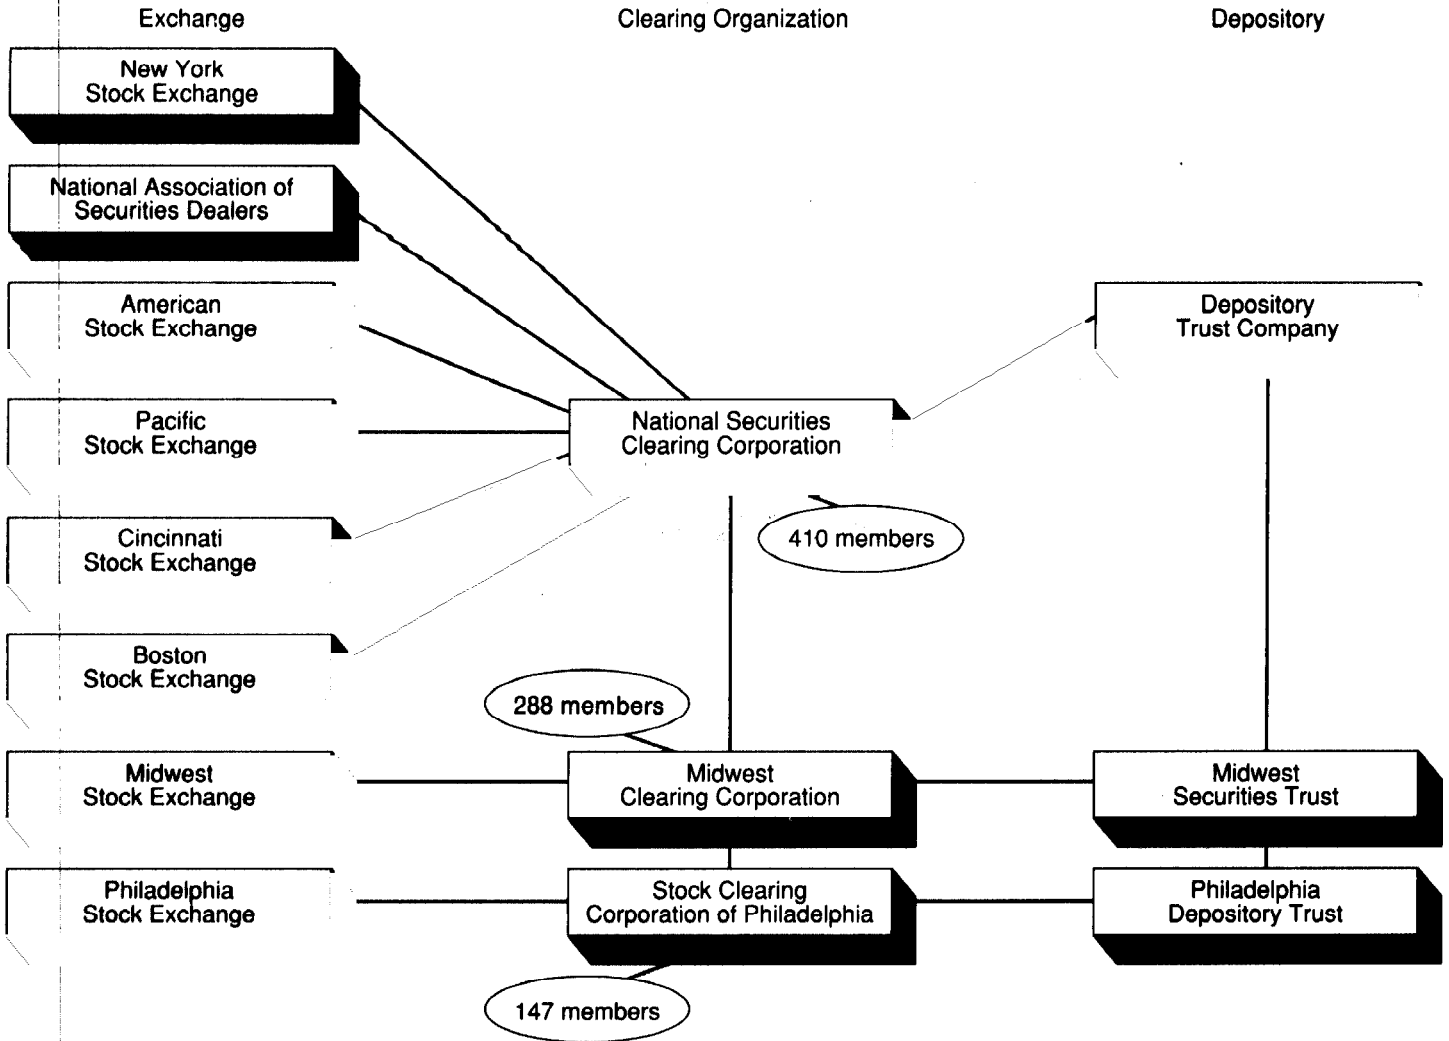 Exchange
Clearing Organization
Depository
New York
Stock Exchange
National Association of
Securities Dealers
American
Stock Exchange
Depository
Trust Company
Pacific
Stock Exchange
National Securities
Clearing Corporation
Cincinnati
Stock Exchange
410 members
Boston
Stock Exchange
288 members
Midwest
Stock Exchange
Midwest
Clearing Corporation
Midwest
Securities Trust
Philadelphia
Stock Exchange
Stock Clearing
Corporation of Philadelphia
Philadelphia
Depository Trust
147 members